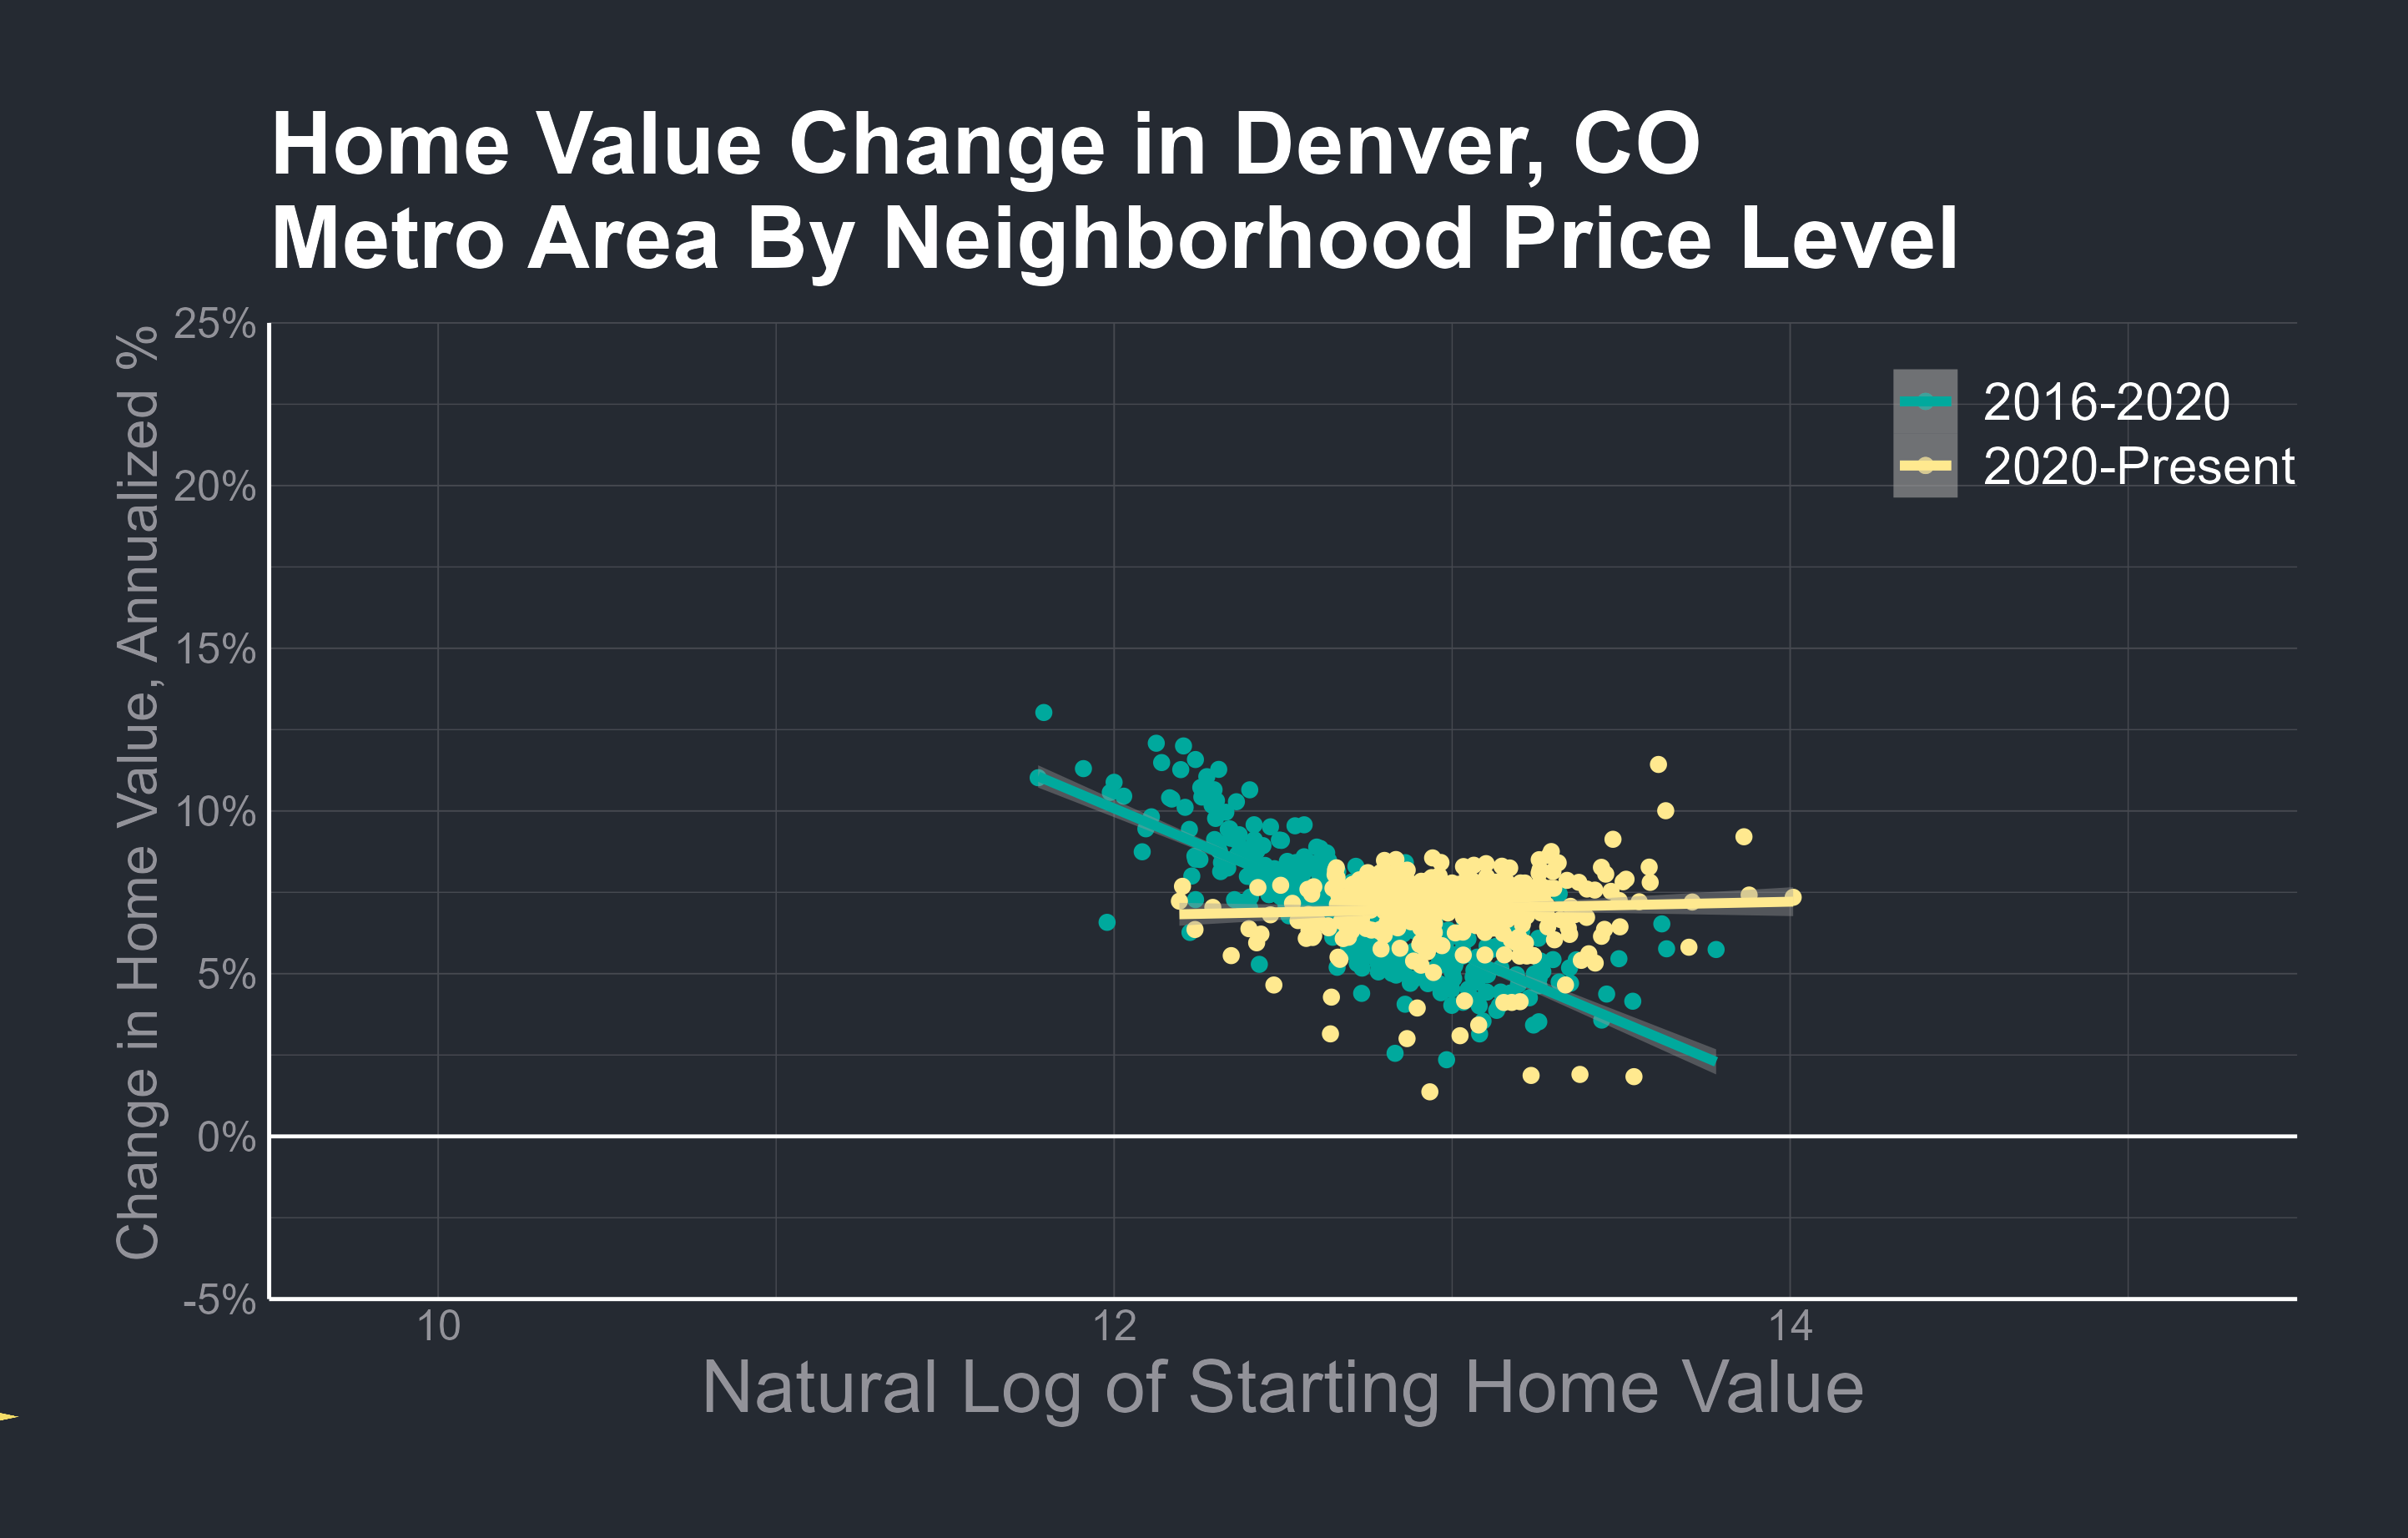 Home Value Change in Denver, CO
Metro Area By Neighborhood Price Level
Change in Home Value, Annualized %
25%
20%
15%
10%
5%
0%
-5%
2016-2020
2020-Present
10
12
14
Natural Log of Starting Home Value